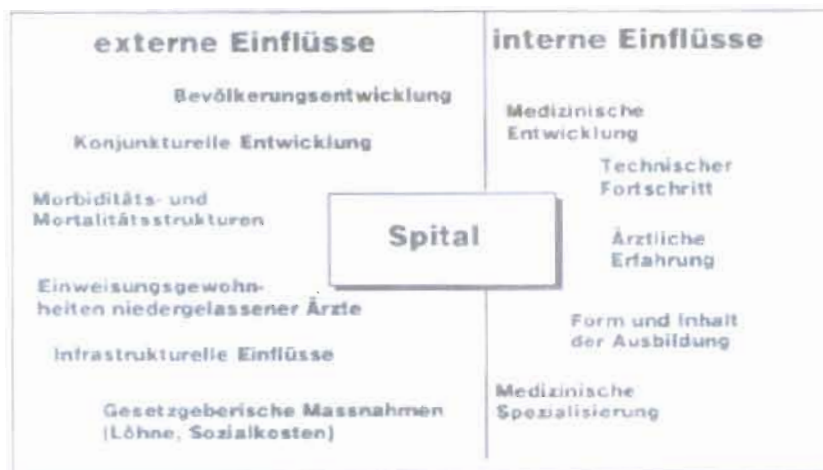 externe Einflüsse
Bevölkerungsentwicklung
Konjunkturelle Entwicklung
Morbiditäts- und
Mortalitätsstrukturen
Einweisungsgewohn-
heiten niedergelassener Ärzte
Infrastrukturelle Einflüsse
Gesetzgeberische Massnahmen
(Löhne, Sozialkosten)
Spital
interne Einflüsse
Medizinische
Entwicklung
Technischer
Fortschritt
Ärztliche
Erfahrung
Form und Inhalt
der Ausbildung
Medizinische
Spezialisierung